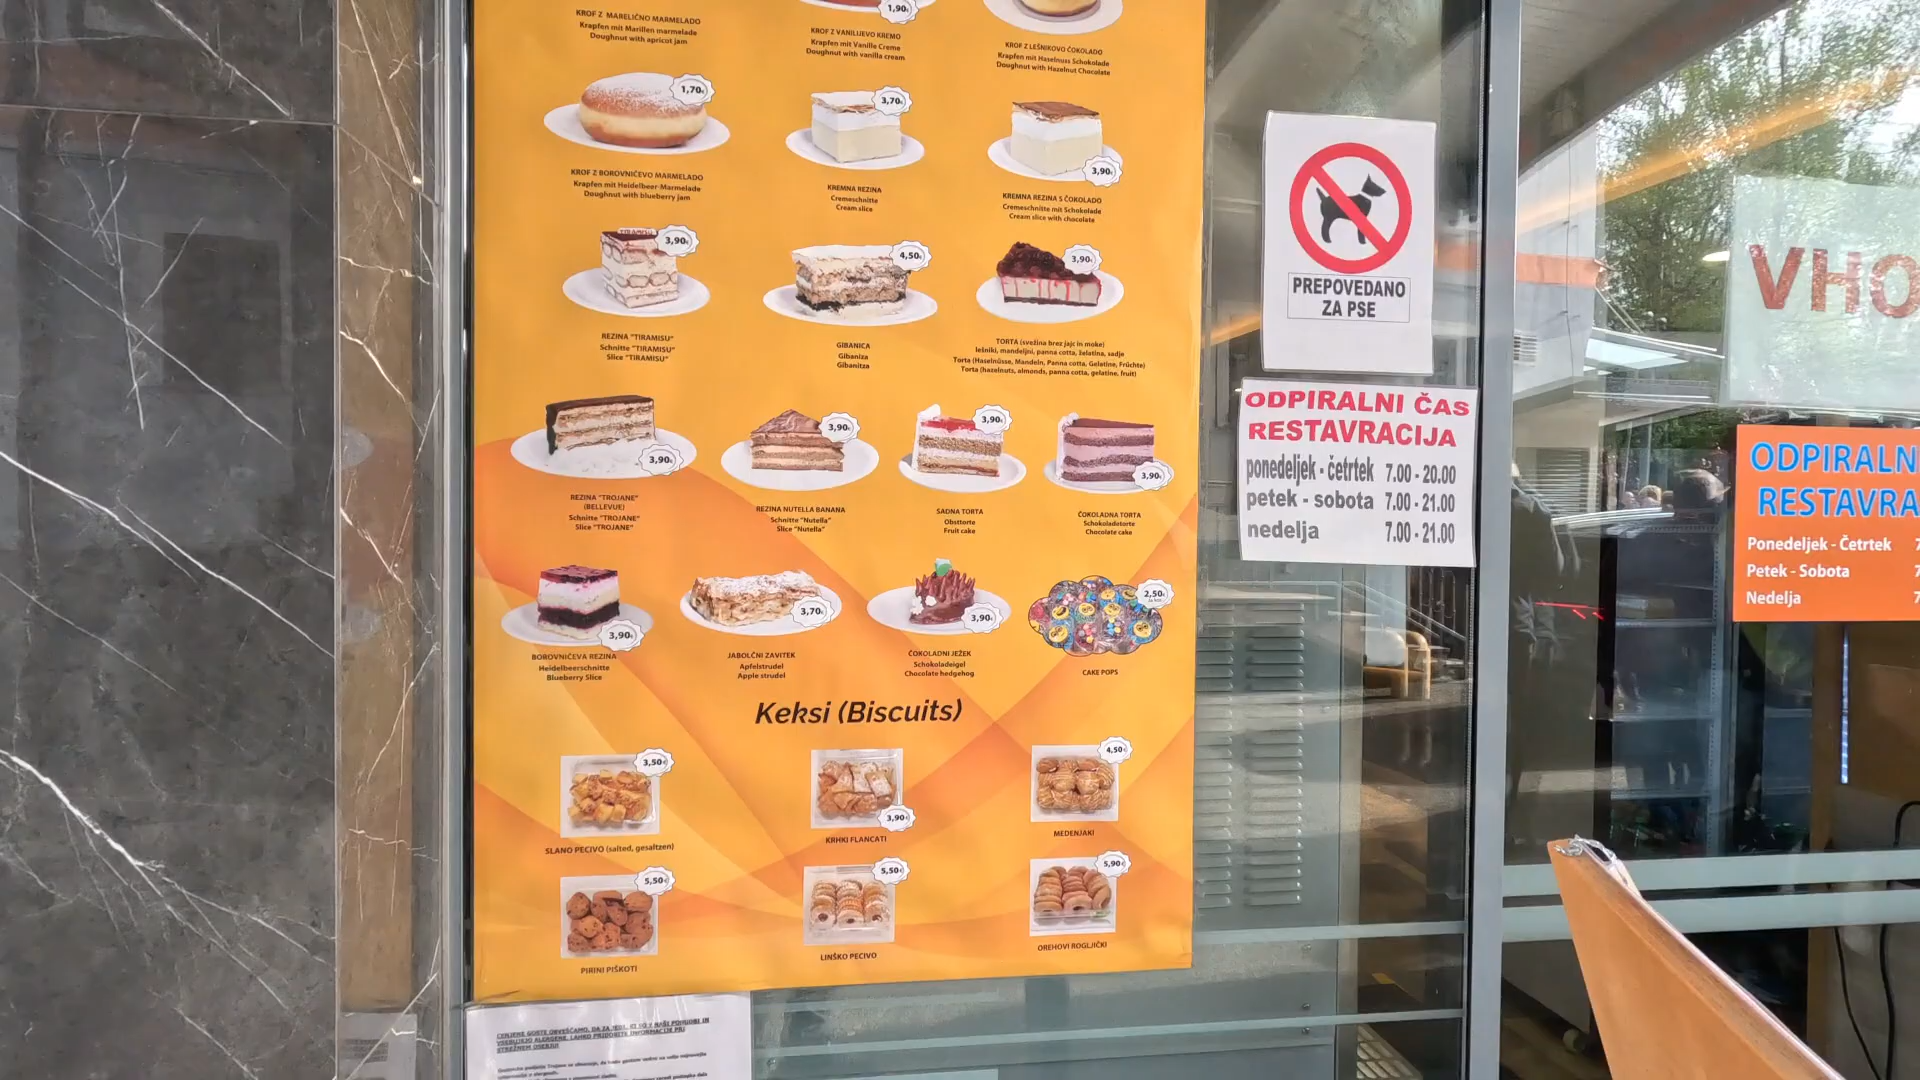 KROF Z MARELIČNO MARMELADO
Krapfen mit Marillen marmelade
Doughnut with apricot jam
1,90€
KROF Z VANILIJEVO KREMO
Krapfen mit Vanille Creme
Doughnut with vanilla cream
KROF Z LEŠNIKOVO ČOKOLADO
Krapfen mit Haselnuss Schokolade
Doughnut with Hazelnut Chocolate
1,70€
KROF Z BOROVNIČEVO MARMELADO
Krapfen mit Heidelbeer-Marmelade
Doughnut with blueberry jam
3,70€
KREMNA REZINA
Cremeschnitte
Cream slice
3,90€
KREMNA REZINA S ČOKOLADO
Cremeschnitte mit Schokolade
Cream slice with chocolate
TIRAMISU
3,90€
REZINA "TIRAMISU"
Schnitte "TIRAMISU"
Slice "TIRAMISU"
4,50€
GIBANICA
Gibaniza
Gibanitza
3,90€
TORTA (svežina brez jajc in moke)
lešniki, mandeljni, panna cotta, želatina, sadje
Torta (Haselnüsse, Mandeln, Panna cotta, Gelatine, Früchte)
Torta (hazelnuts, almonds, panna cotta, gelatine, fruit)
3,90€
REZINA "TROJANE"
(BELLEVUE)
Schnitte "TROJANE"
Slice "TROJANE"
3,90€
REZINA NUTELLA BANANA
Schnitte "Nutella"
Slice "Nutella"
3,90€
SADNA TORTA
Obsttorte
Fruit cake
3,90€
ČOKOLADNA TORTA
Schokoladetorte
Chocolate cake
3,90€
BOROVNIČEVA REZINA
Heidelbeerschnitte
Blueberry Slice
3,70€
JABOLČNI ZAVITEK
Apfelstrudel
Apple strudel
3,90€
ČOKOLADNI JEŽEK
Schokoladeigel
Chocolate hedgehog
2,50€
CAKE POPS
Keksi (Biscuits)
3,50€
SLANO PECIVO (salted, gesaltzen)
3,90€
KRHKI FLANCATI
4,50€
MEDENJAKI
5,50€
PIRINI PIŠKOTI
5,50€
LINŠKO PECIVO
5,90€
OREHOVI ROGLJIČKI
PREPOVEDANO
ZA PSE
ODPIRALNI ČAS
RESTAVRACIJA
ponedeljek - četrtek 7.00 - 20.00
petek - sobota 7.00 - 21.00
nedelja 7.00 - 21.00
VHO
ODPIRALN
RESTAVRA
Ponedeljek - Četrtek 7
Petek - Sobota 7
Nedelja 7